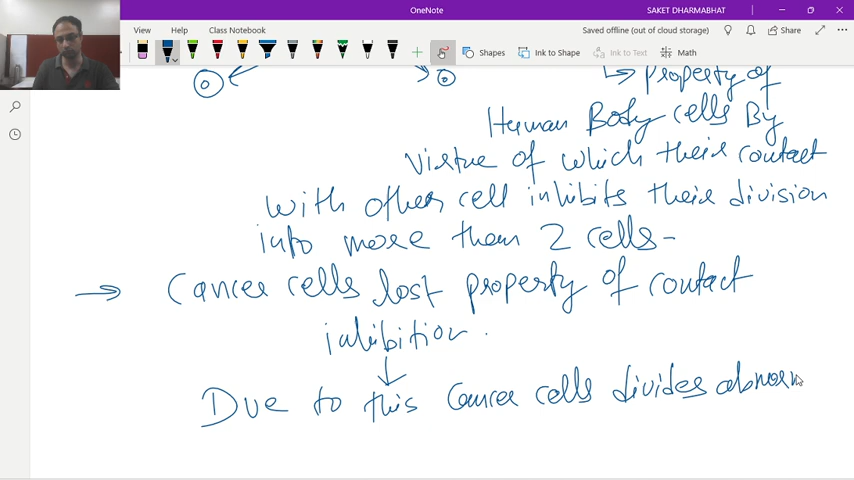 OneNote
SAKET DHARMABHAT
View Help Class Notebook
Saved offline (out of cloud storage) Share
Shapes Ink to Shape Ink to Text Math
↳ property of
Human Body cells By
virtue of which their contact
with other cell inhibits their division
into more than 2 cells-
→ Cancer cells lost property of contact
inhibition.
↓
Due to this Cancer cells divides abnorm